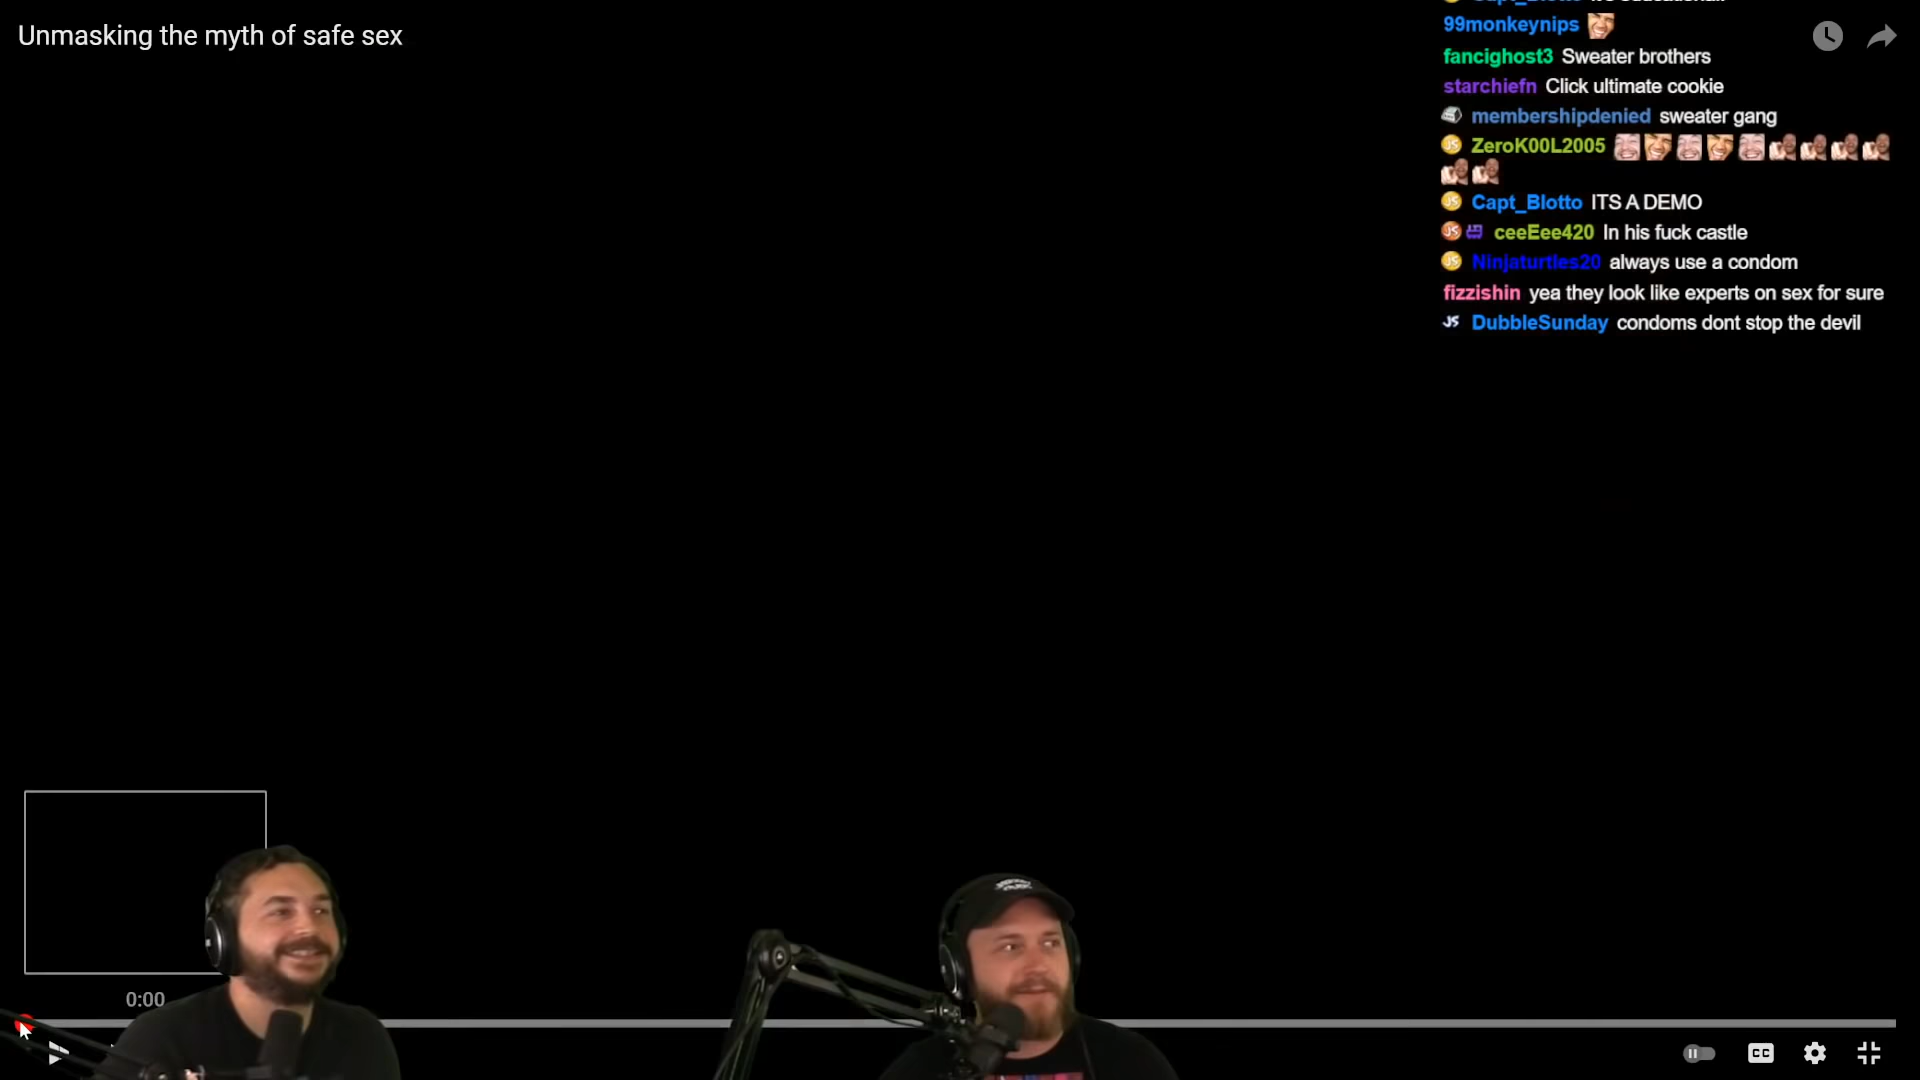 Unmasking the myth of safe sex
99monkeynips
fancighost3 Sweater brothers
starchiefn Click ultimate cookie
membershipdenied sweater gang
ZeroK00L2005
Capt_Blotto ITS A DEMO
ceeEee420 In his fuck castle
Ninjaturtles20 always use a condom
fizzishin yea they look like experts on sex for sure
JS DubbleSunday condoms dont stop the devil
0:00
CC